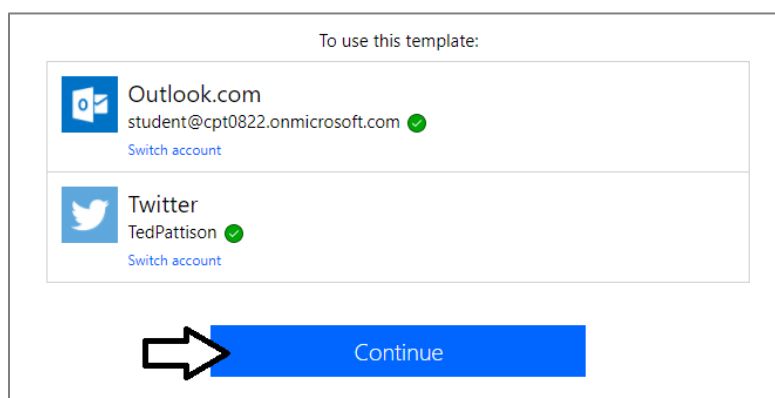 To use this template:
Outlook.com
student@cpt0822.onmicrosoft.com
Switch account
Twitter
TedPattison
Switch account
Continue